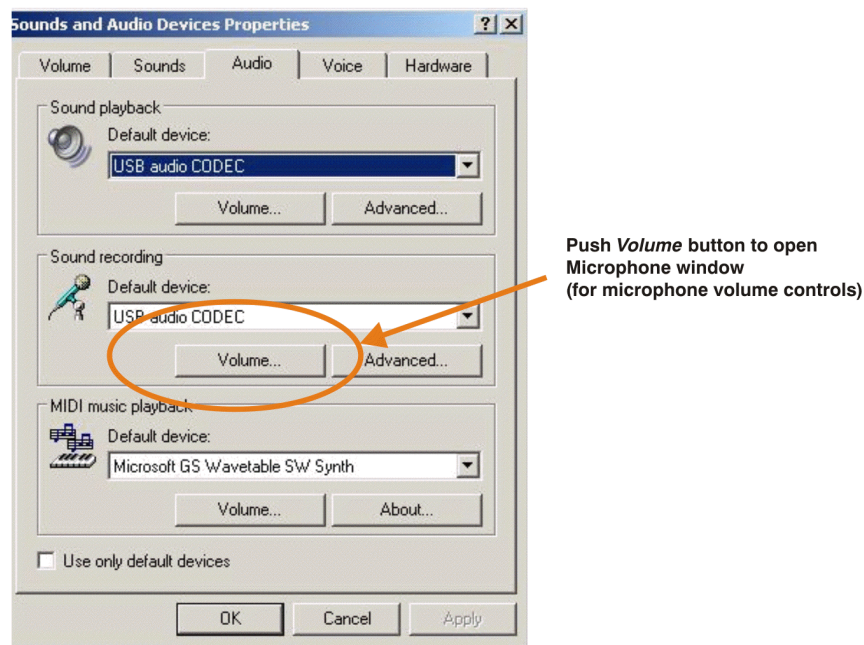 Sounds and Audio Devices Properties
Volume Sounds Audio Voice Hardware
Sound playback
Default device:
USB audio CODEC
Volume... Advanced...
Sound recording
Default device:
USB audio CODEC
Volume... Advanced...
MIDI music playback
Default device:
Microsoft GS Wavetable SW Synth
Volume... About...
Use only default devices
OK Cancel Apply
Push Volume button to open
Microphone window
(for microphone volume controls)